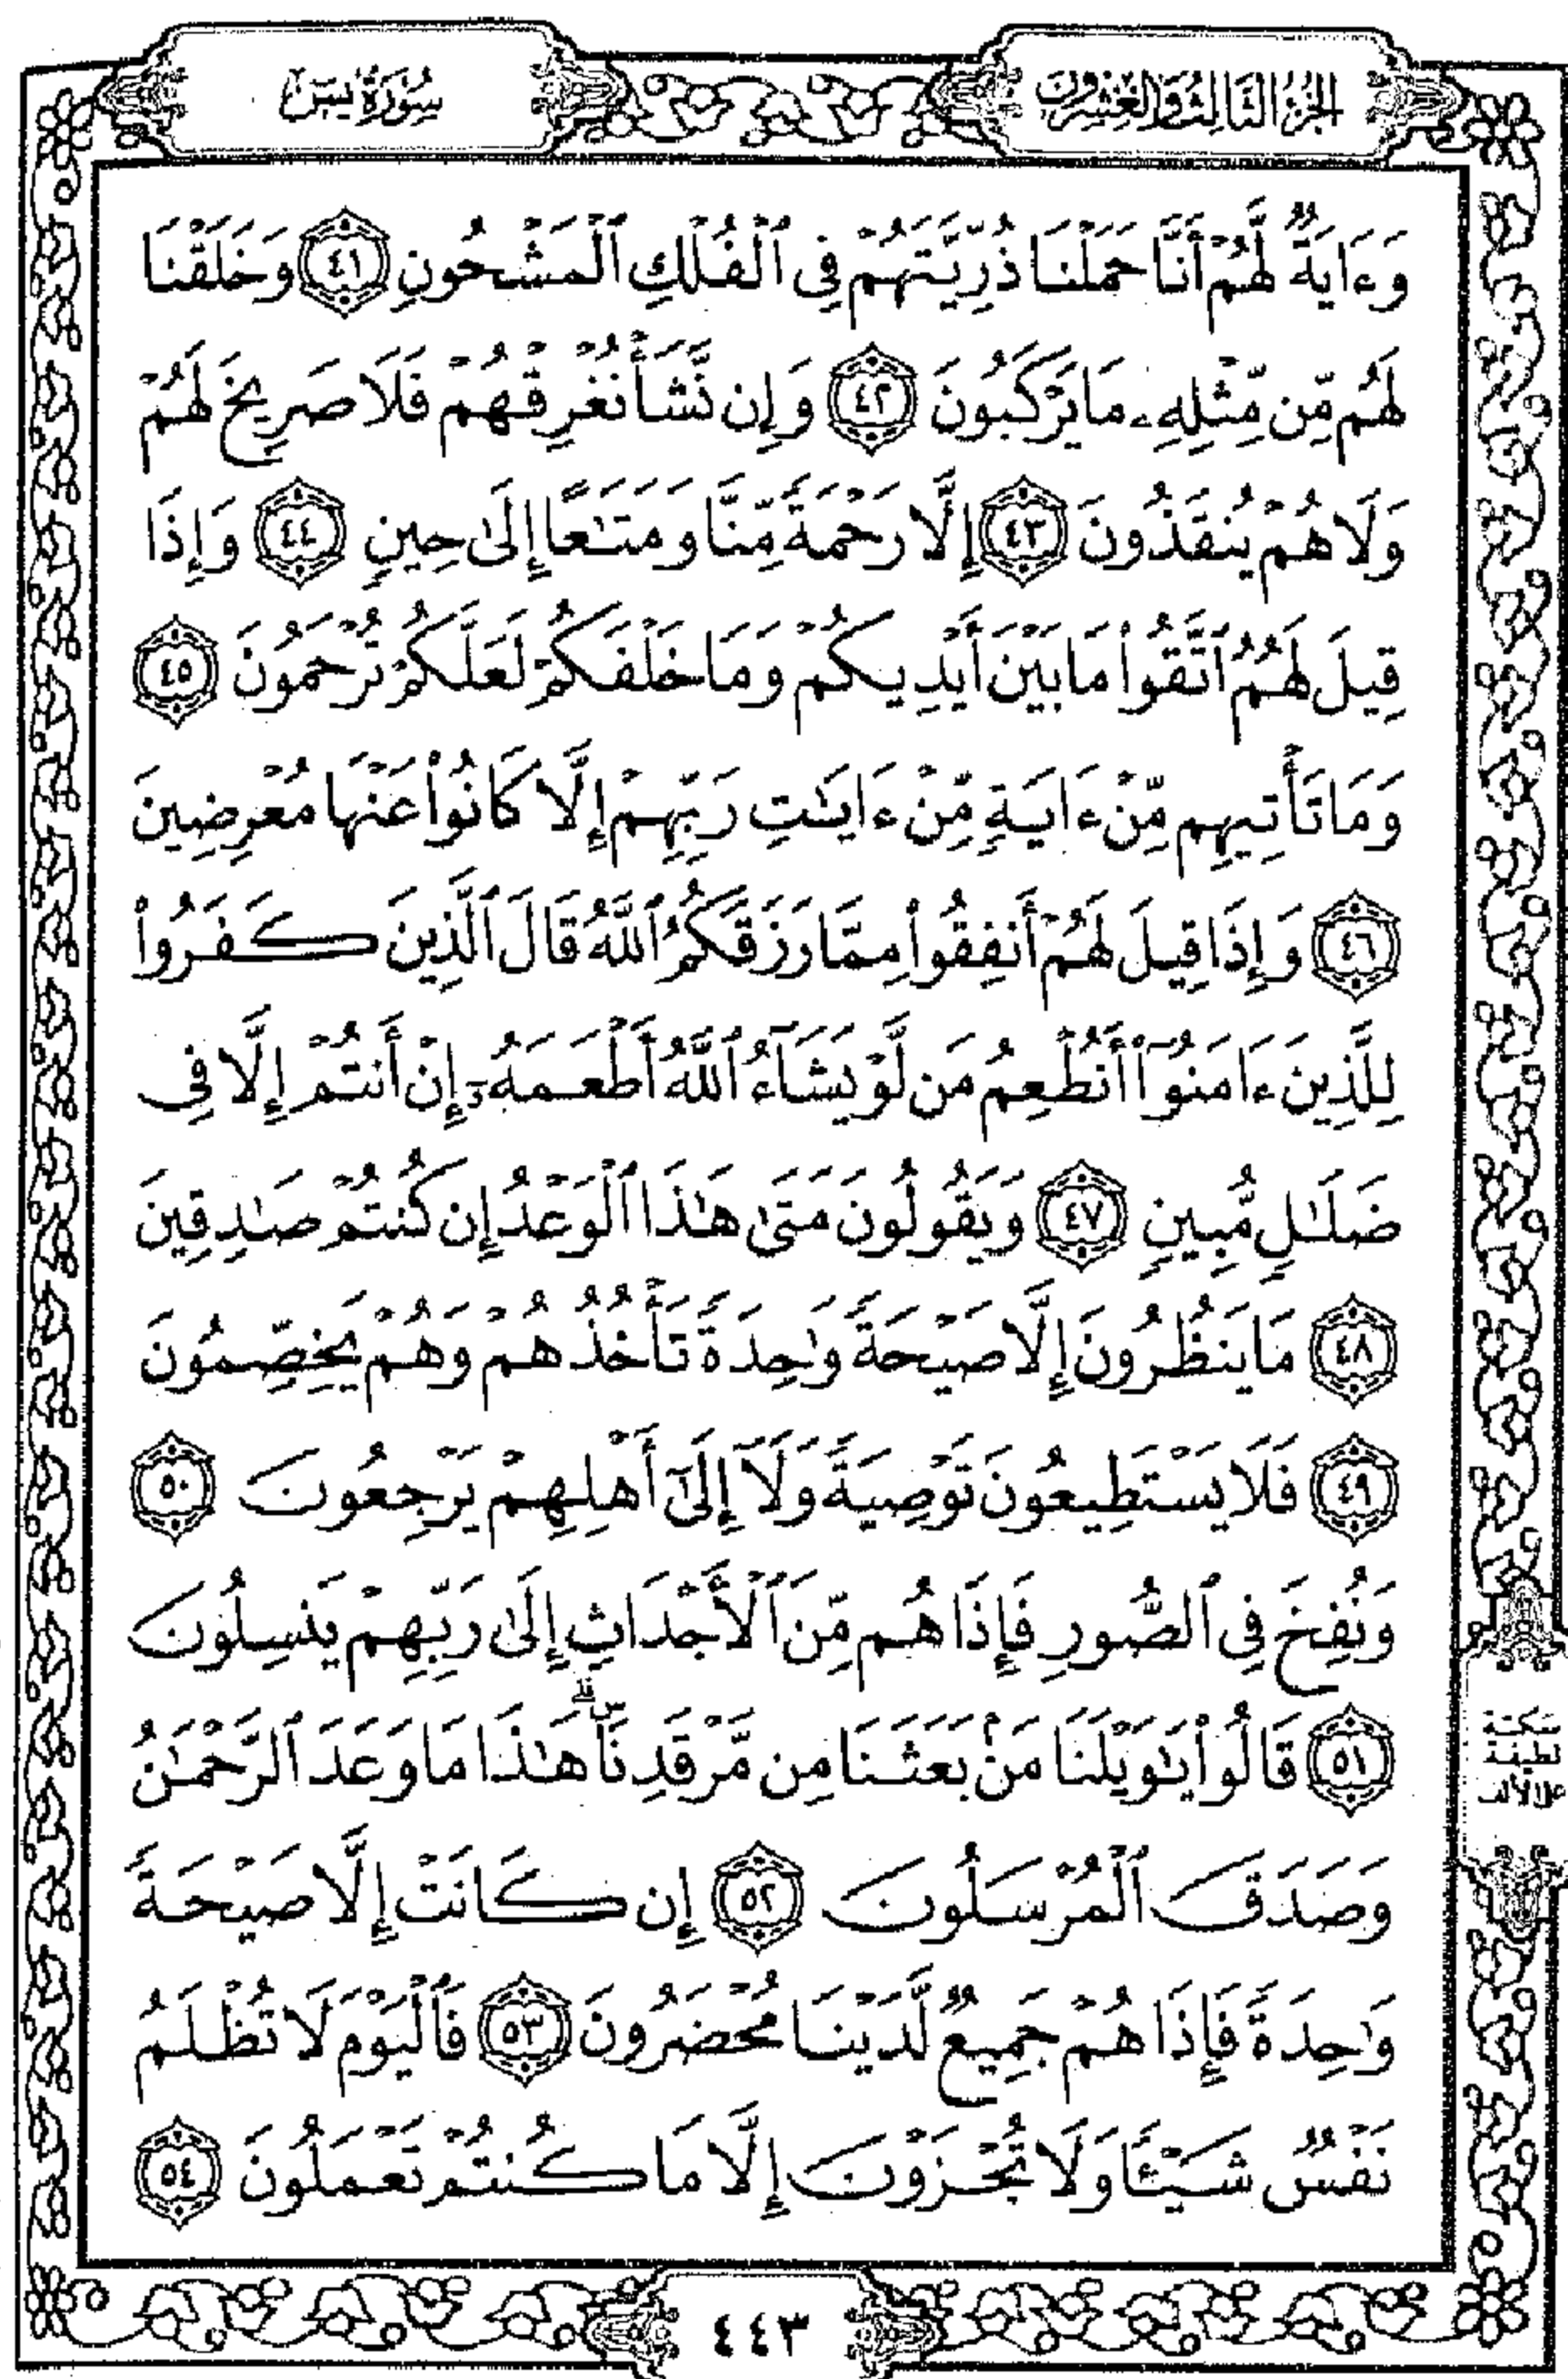 الجزء الثالث والعشرون
سورة يس
وَءَايَةٌ لَّهُمْ أَنَّا حَمَلْنَا ذُرِّيَّتَهُمْ فِي ٱلْفُلْكِ ٱلْمَشْحُونِ ٤١ وَخَلَقْنَا
لَهُم مِّن مِّثْلِهِۦ مَا يَرْكَبُونَ ٤٢ وَإِن نَّشَأْ نُغْرِقْهُمْ فَلَا صَرِيخَ لَهُمْ
وَلَا هُمْ يُنقَذُونَ ٤٣ إِلَّا رَحْمَةً مِّنَّا وَمَتَٰعًا إِلَىٰ حِينٍ ٤٤ وَإِذَا
قِيلَ لَهُمُ ٱتَّقُوا۟ مَا بَيْنَ أَيْدِيكُمْ وَمَا خَلْفَكُمْ لَعَلَّكُمْ تُرْحَمُونَ ٤٥
وَمَا تَأْتِيهِم مِّنْ ءَايَةٍ مِّنْ ءَايَٰتِ رَبِّهِمْ إِلَّا كَانُوا۟ عَنْهَا مُعْرِضِينَ
٤٦ وَإِذَا قِيلَ لَهُمْ أَنفِقُوا۟ مِمَّا رَزَقَكُمُ ٱللَّهُ قَالَ ٱلَّذِينَ كَفَرُوا۟
لِلَّذِينَ ءَامَنُوٓا۟ أَنُطْعِمُ مَن لَّوْ يَشَآءُ ٱللَّهُ أَطْعَمَهُۥٓ إِنْ أَنتُمْ إِلَّا فِي
ضَلَٰلٍ مُّبِينٍ ٤٧ وَيَقُولُونَ مَتَىٰ هَٰذَا ٱلْوَعْدُ إِن كُنتُمْ صَٰدِقِينَ
٤٨ مَا يَنظُرُونَ إِلَّا صَيْحَةً وَٰحِدَةً تَأْخُذُهُمْ وَهُمْ يَخِصِّمُونَ
٤٩ فَلَا يَسْتَطِيعُونَ تَوْصِيَةً وَلَآ إِلَىٰٓ أَهْلِهِمْ يَرْجِعُونَ ٥٠
وَنُفِخَ فِي ٱلصُّورِ فَإِذَا هُم مِّنَ ٱلْأَجْدَاثِ إِلَىٰ رَبِّهِمْ يَنسِلُونَ
٥١ قَالُوا۟ يَٰوَيْلَنَا مَنۢ بَعَثَنَا مِن مَّرْقَدِنَاۜۗ هَٰذَا مَا وَعَدَ ٱلرَّحْمَٰنُ
وَصَدَقَ ٱلْمُرْسَلُونَ ٥٢ إِن كَانَتْ إِلَّا صَيْحَةً
وَٰحِدَةً فَإِذَا هُمْ جَمِيعٌ لَّدَيْنَا مُحْضَرُونَ ٥٣ فَٱلْيَوْمَ لَا تُظْلَمُ
نَفْسٌ شَيْـًٔا وَلَا تُجْزَوْنَ إِلَّا مَا كُنتُمْ تَعْمَلُونَ ٥٤
سكتة
لطيفة
على الألف
٤٤٣